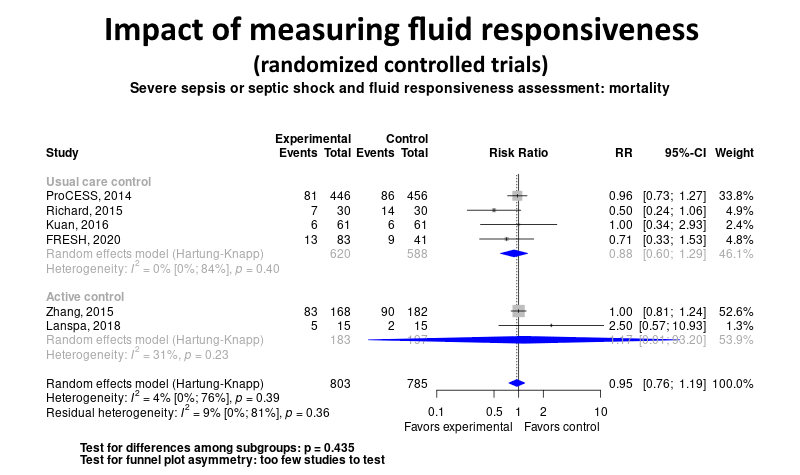 Impact of measuring fluid responsiveness
(randomized controlled trials)
Severe sepsis or septic shock and fluid responsiveness assessment: mortality
Experimental Control
Study Events Total Events Total Risk Ratio RR 95%-CI Weight
Usual care control
ProCESS, 2014 81 446 86 456 0.96 [0.73; 1.27] 33.8%
Richard, 2015 7 30 14 30 0.50 [0.24; 1.06] 4.9%
Kuan, 2016 6 61 6 61 1.00 [0.34; 2.93] 2.4%
FRESH, 2020 13 83 9 41 0.71 [0.33; 1.53] 4.8%
Random effects model (Hartung-Knapp) 620 588 0.88 [0.60; 1.29] 46.1%
Heterogeneity: I² = 0% [0%; 84%], p = 0.40
Active control
Zhang, 2015 83 168 90 182 1.00 [0.81; 1.24] 52.6%
Lanspa, 2018 5 15 2 15 2.50 [0.57; 10.93] 1.3%
Random effects model (Hartung-Knapp) 183 53.9%
Heterogeneity: I² = 31%, p = 0.23
Random effects model (Hartung-Knapp) 803 785 0.95 [0.76; 1.19] 100.0%
Heterogeneity: I² = 4% [0%; 76%], p = 0.39
Residual heterogeneity: I² = 9% [0%; 81%], p = 0.36
0.1 0.5 1 2 10
Favors experimental Favors control
Test for differences among subgroups: p = 0.435
Test for funnel plot asymmetry: too few studies to test